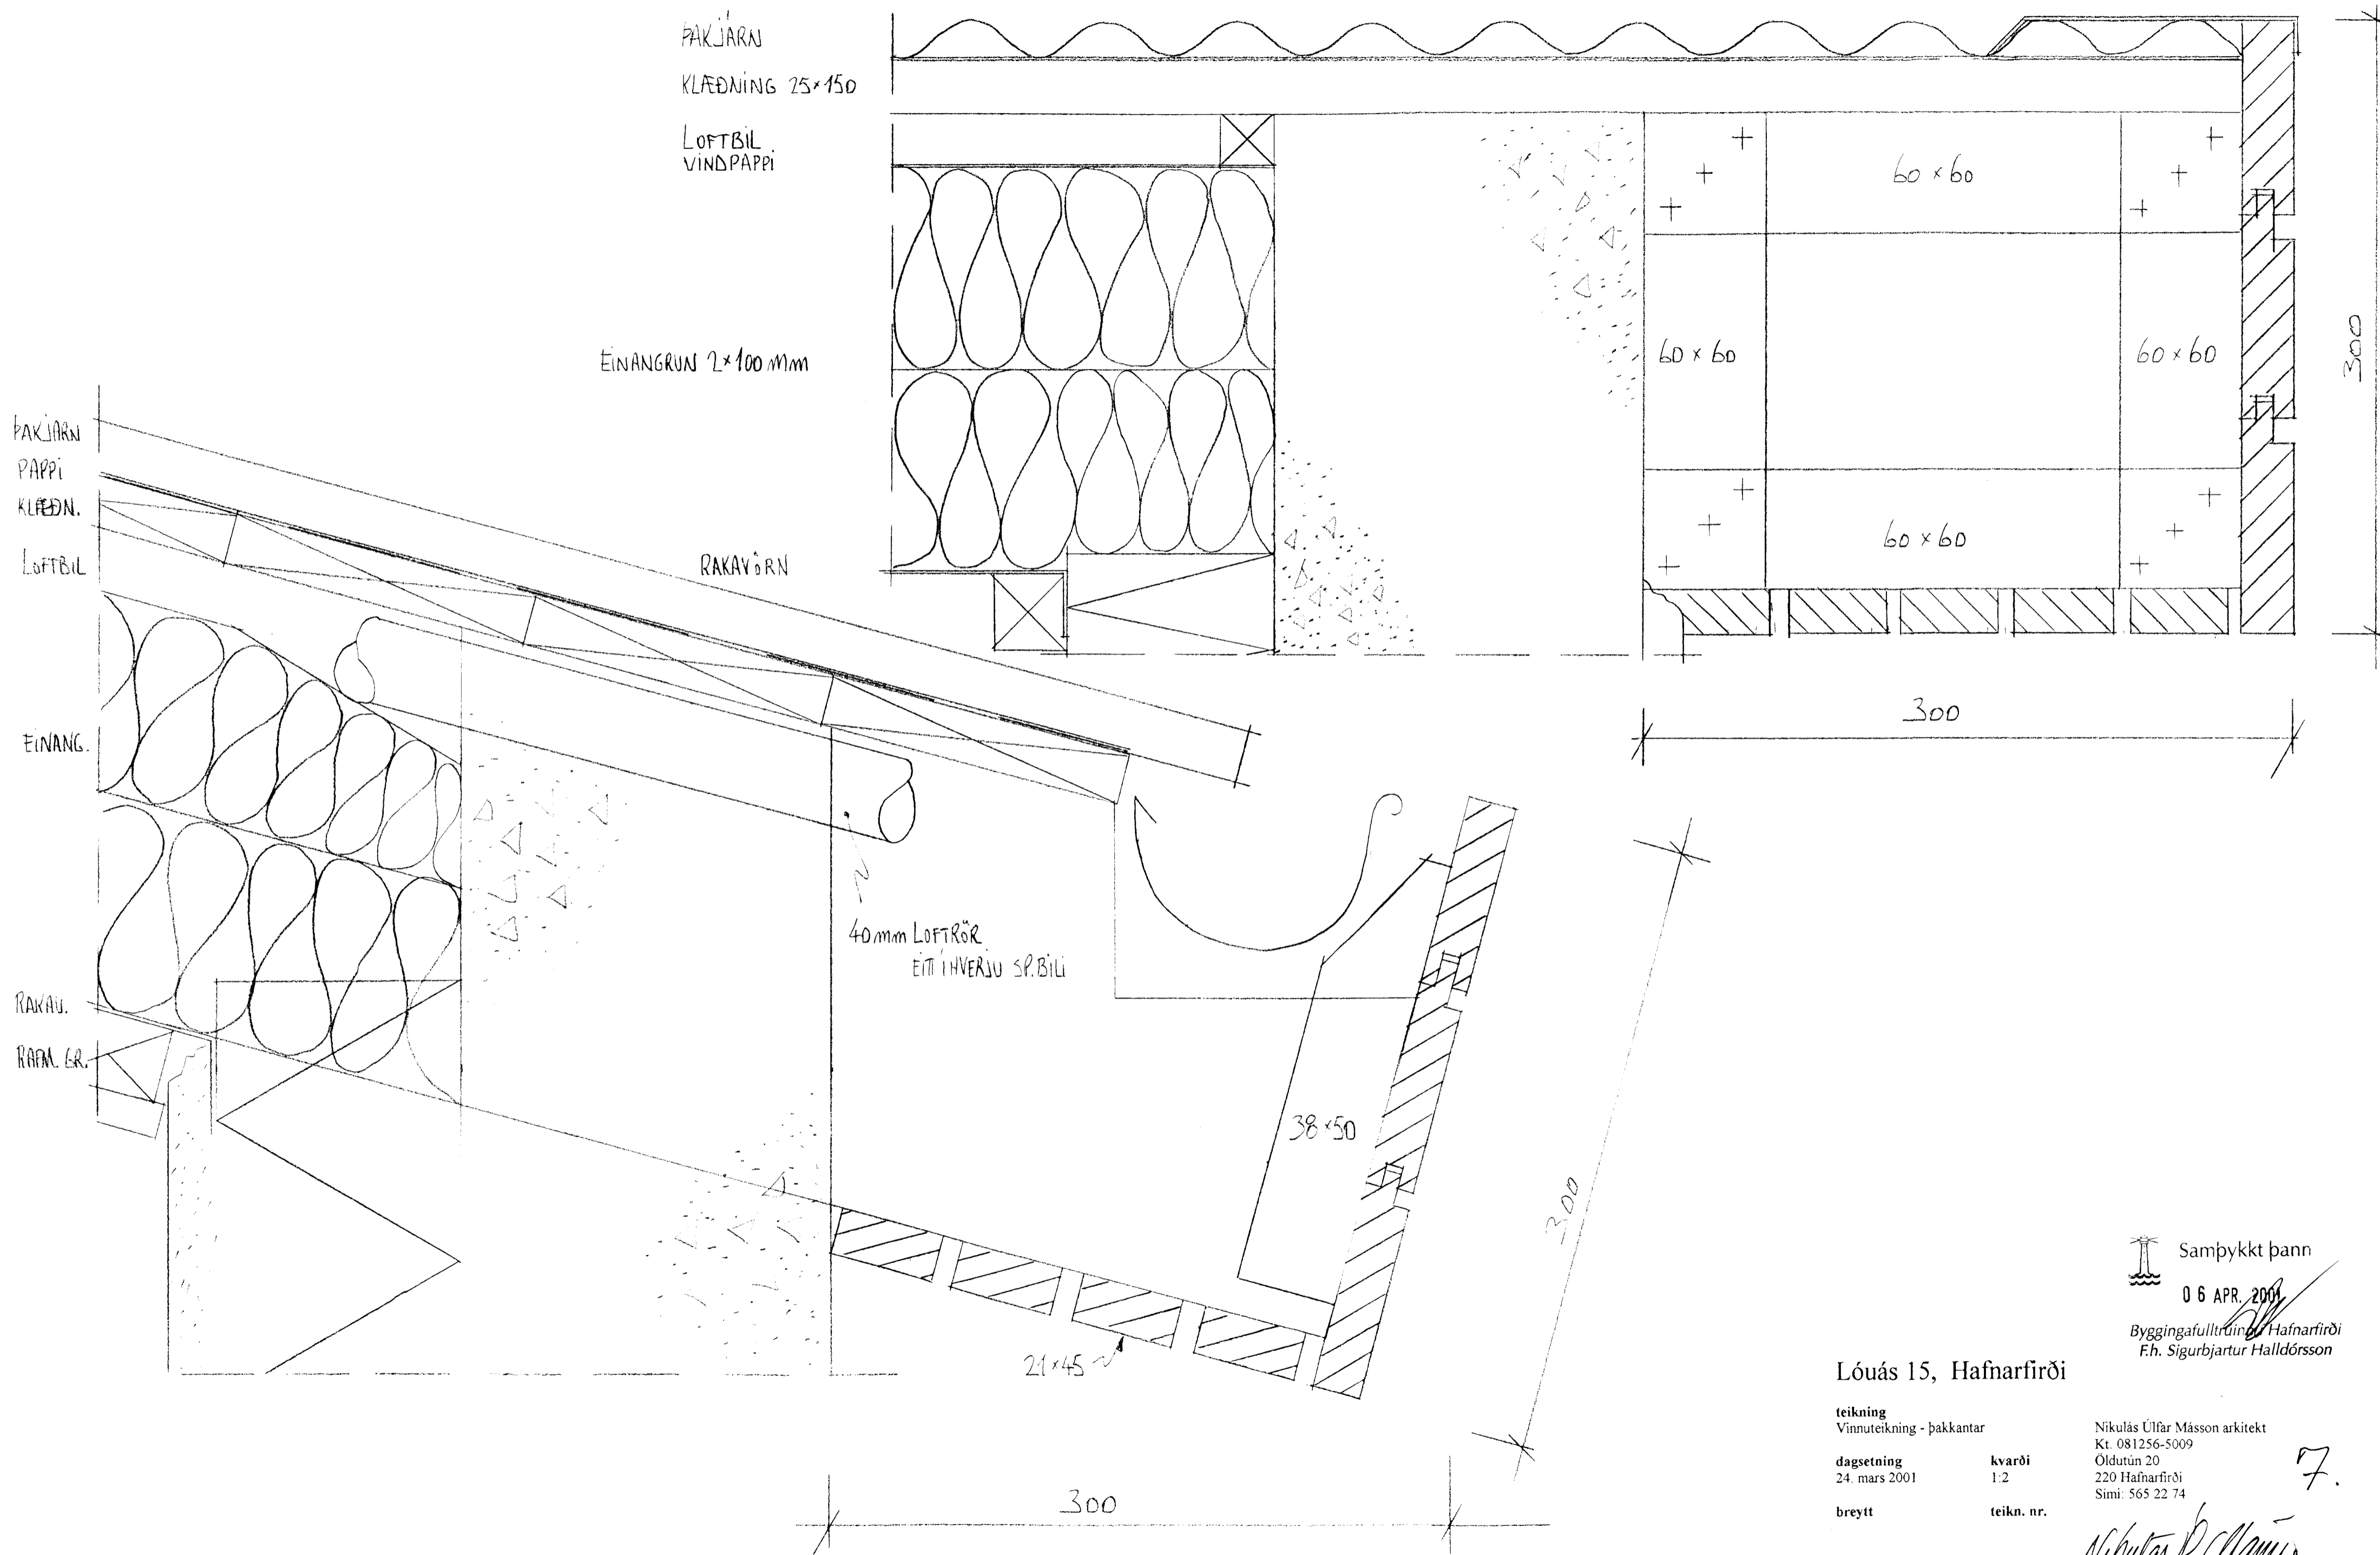 ÞAKJÁRN
KLÆÐNING 25×150
LOFTBIL
VINDPAPPI
EINANGRUN 2×100 mm
RAKAVÖRN
60 × 60
60 × 60
60 × 60
60 × 60
300
300
ÞAKJÁRN
PAPPI
KLÆÐN.
LOFTBIL
EINANG.
RAKAV.
RAFM. GR.
40 mm LOFTRÖR
EITT Í HVERJU SP.BILI
38×50
21×45
300
300
Samþykkt þann
06 APR. 2001
Byggingafulltrúinn Hafnarfirði
F.h. Sigurbjartur Halldórsson
Lóuás 15, Hafnarfirði
teikning
Vinnuteikning - þakkantar
dagsetning kvarði
24. mars 2001 1:2
breytt teikn. nr.
Nikulás Úlfar Másson arkitekt
Kt. 081256-5009
Öldutún 20
220 Hafnarfirði
Sími: 565 22 74
7.